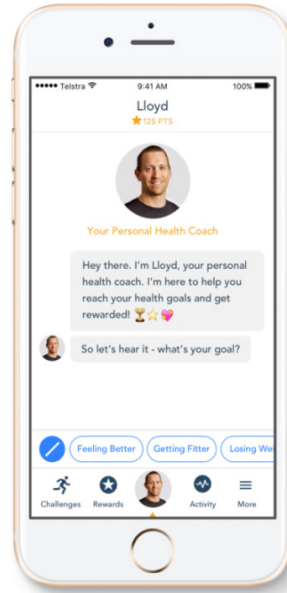 Telstra 9:41 AM 100%
Lloyd
125 PTS
Your Personal Health Coach
Hey there. I'm Lloyd, your personal
health coach. I'm here to help you
reach your health goals and get
rewarded!
So let's hear it - what's your goal?
Feeling Better Getting Fitter Losing We
Challenges Rewards Activity More